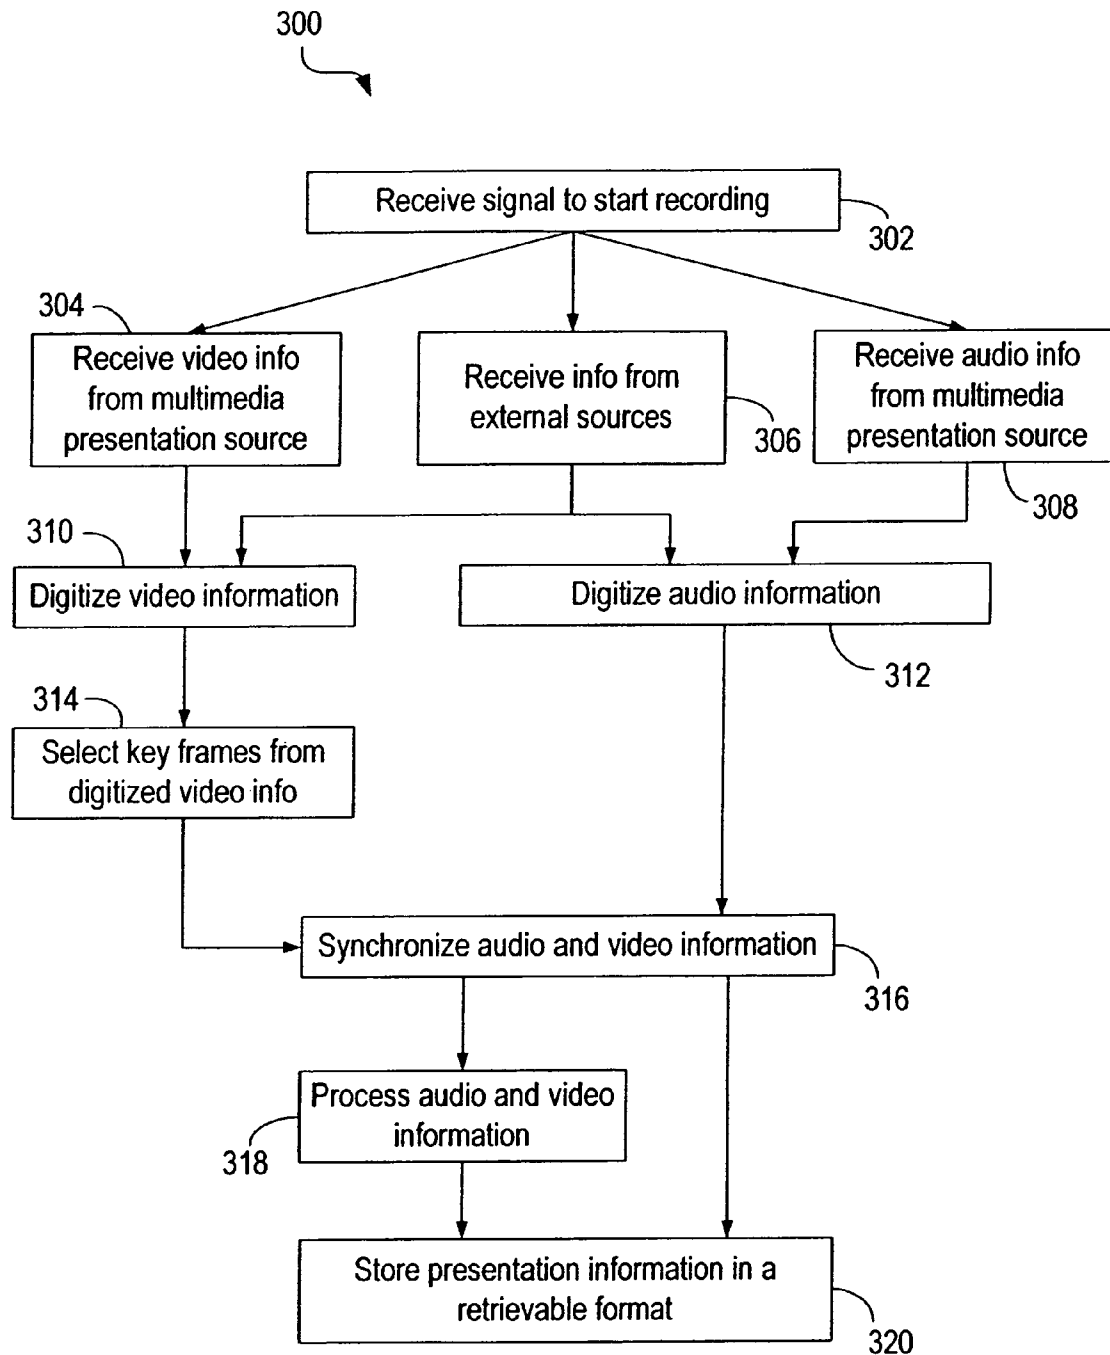 300
Receive signal to start recording
302
304
Receive video info
from multimedia
presentation source
Receive info from
external sources
306
Receive audio info
from multimedia
presentation source
308
310
Digitize video information
Digitize audio information
312
314
Select key frames from
digitized video info
Synchronize audio and video information
316
Process audio and video
information
318
Store presentation information in a
retrievable format
320